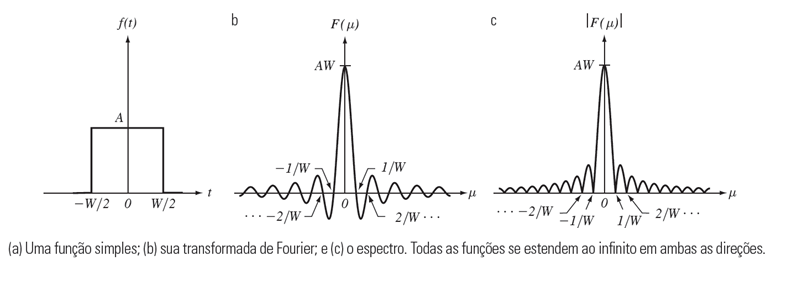 f(t)
A
−W/2 0 W/2 t
b
F(μ)
AW
−1/W 1/W
0 μ
· · · −2/W 2/W · · ·
c
|F(μ)|
AW
0 μ
· · · −2/W −1/W 1/W 2/W · · ·
(a) Uma função simples; (b) sua transformada de Fourier; e (c) o espectro. Todas as funções se estendem ao infinito em ambas as direções.